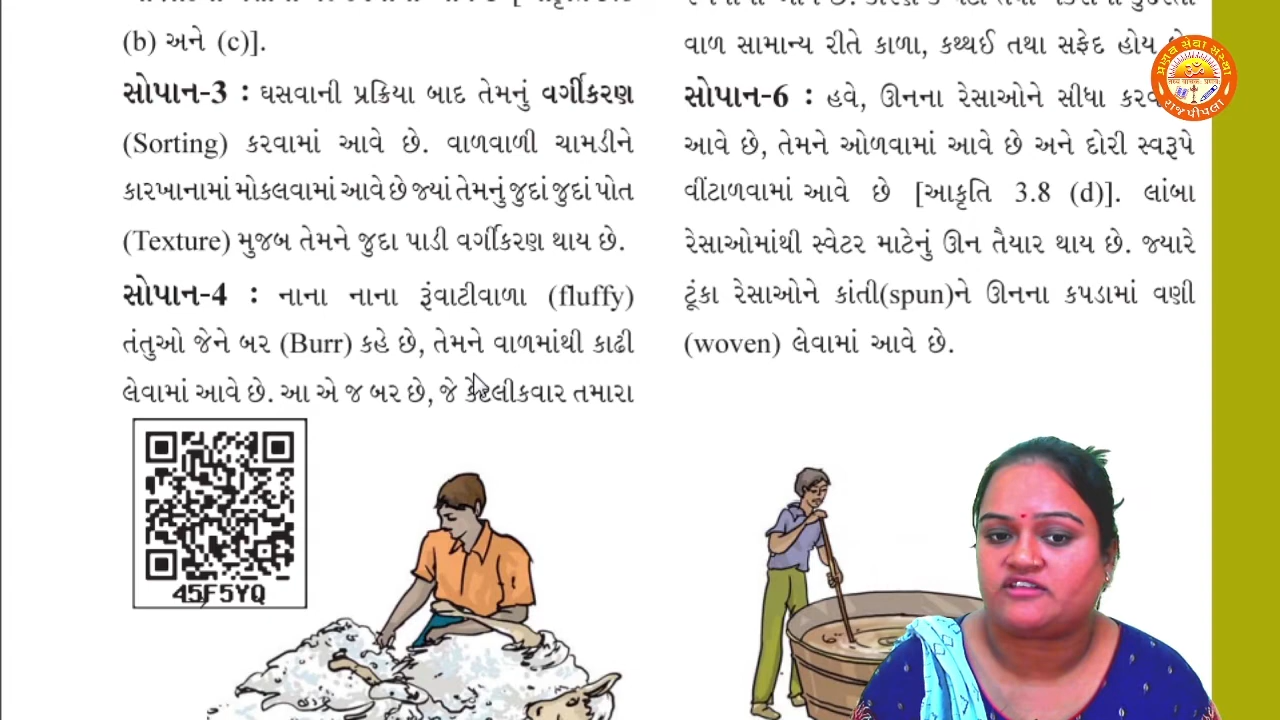 (b) અને (c)].
સોપાન-3 : ઘસવાની પ્રક્રિયા બાદ તેમનું વર્ગીકરણ
(Sorting) કરવામાં આવે છે. વાળવાળી ચામડીને
કારખાનામાં મોકલવામાં આવે છે જ્યાં તેમનું જુદાં જુદાં પોત
(Texture) મુજબ તેમને જુદા પાડી વર્ગીકરણ થાય છે.
સોપાન-4 : નાના નાના રૂંવાટીવાળા (fluffy)
તંતુઓ જેને બર (Burr) કહે છે, તેમને વાળમાંથી કાઢી
લેવામાં આવે છે. આ એ જ બર છે, જે કેટલીકવાર તમારા
45F5YQ
વાળ સામાન્ય રીતે કાળા, કથ્થઈ તથા સફેદ હોય
સોપાન-6 : હવે, ઊનના રેસાઓને સીધા
આવે છે, તેમને ઓળવામાં આવે છે અને દોરી સ્વરૂપે
વીંટાળવામાં આવે છે [આકૃતિ 3.8 (d)]. લાંબા
રેસાઓમાંથી સ્વેટર માટેનું ઊન તૈયાર થાય છે. જ્યારે
ટૂંકા રેસાઓને કાંતી(spun)ને ઊનના કપડામાં વણી
(woven) લેવામાં આવે છે.
પ્રણવ સેવા સંસ્થા
રાજપીપલા